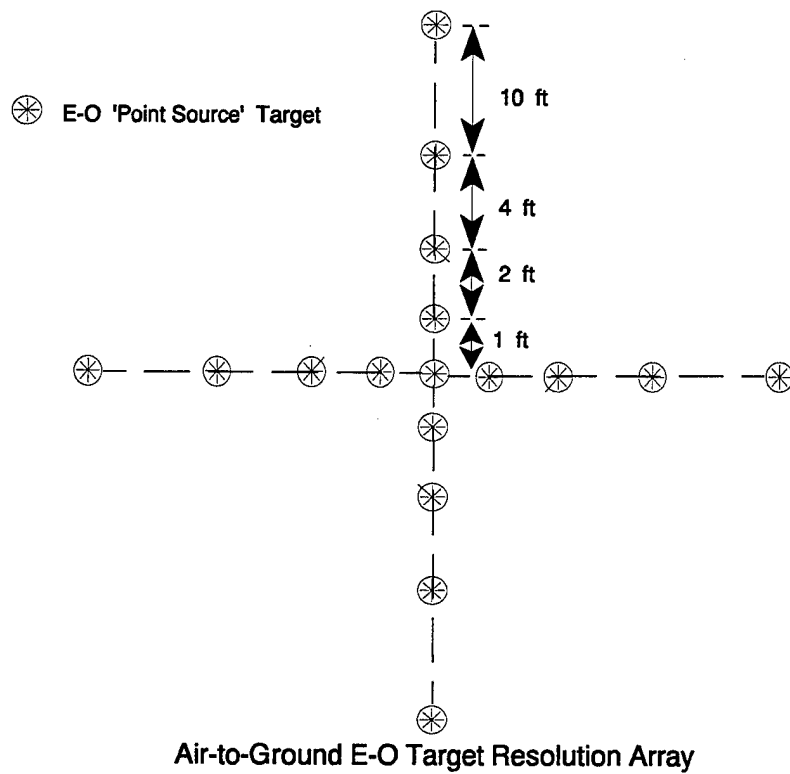 10 ft
E-O 'Point Source' Target
4 ft
2 ft
1 ft
Air-to-Ground E-O Target Resolution Array